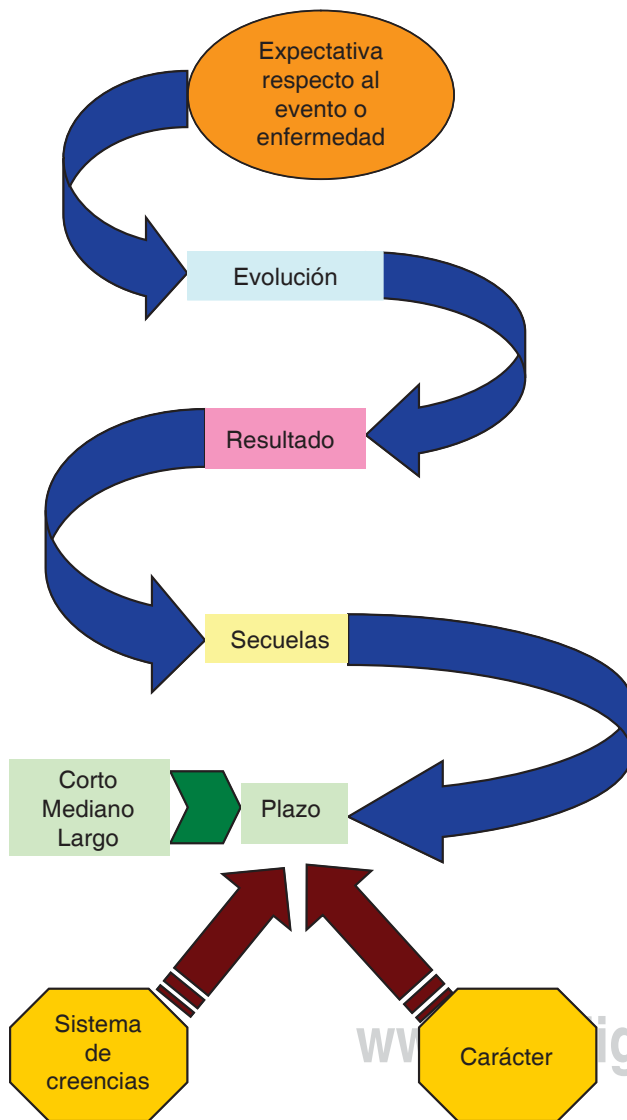 Expectativa
respecto al
evento o
enfermedad
Evolución
Resultado
Secuelas
Corto
Mediano
Largo
Plazo
Sistema
de
creencias
Carácter